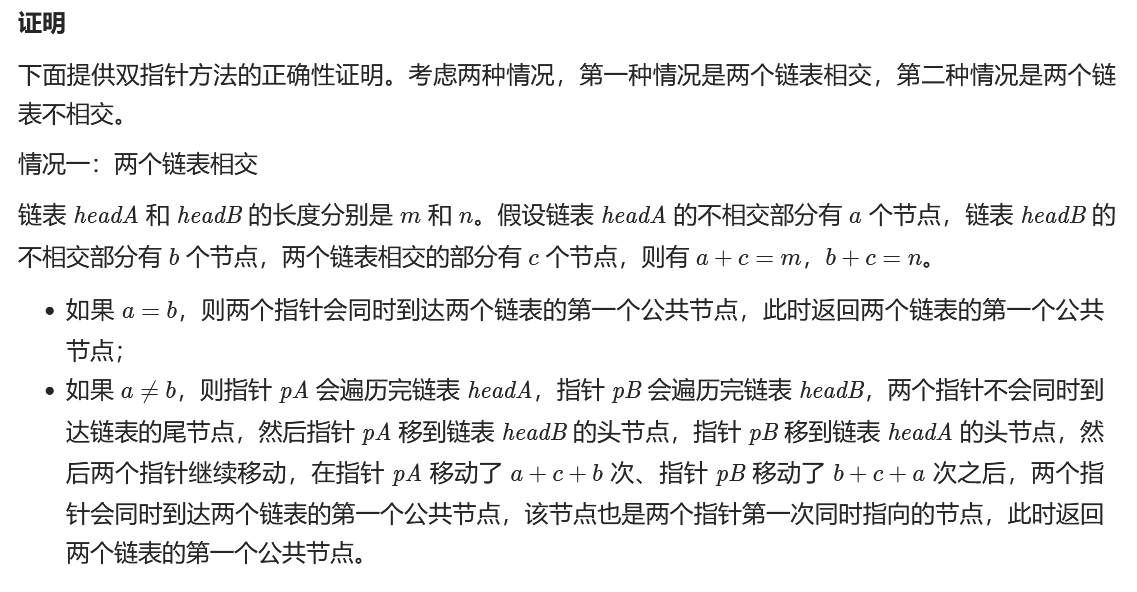 证明
下面提供双指针方法的正确性证明。考虑两种情况，第一种情况是两个链表相交，第二种情况是两个链
表不相交。
情况一：两个链表相交
链表 headA 和 headB 的长度分别是 m 和 n。假设链表 headA 的不相交部分有 a 个节点，链表 headB 的
不相交部分有 b 个节点，两个链表相交的部分有 c 个节点，则有 a + c = m，b + c = n。
• 如果 a = b，则两个指针会同时到达两个链表的第一个公共节点，此时返回两个链表的第一个公共
节点；
• 如果 a ≠ b，则指针 pA 会遍历完链表 headA，指针 pB 会遍历完链表 headB，两个指针不会同时到
达链表的尾节点，然后指针 pA 移到链表 headB 的头节点，指针 pB 移到链表 headA 的头节点，然
后两个指针继续移动，在指针 pA 移动了 a + c + b 次、指针 pB 移动了 b + c + a 次之后，两个指
针会同时到达两个链表的第一个公共节点，该节点也是两个指针第一次同时指向的节点，此时返回
两个链表的第一个公共节点。